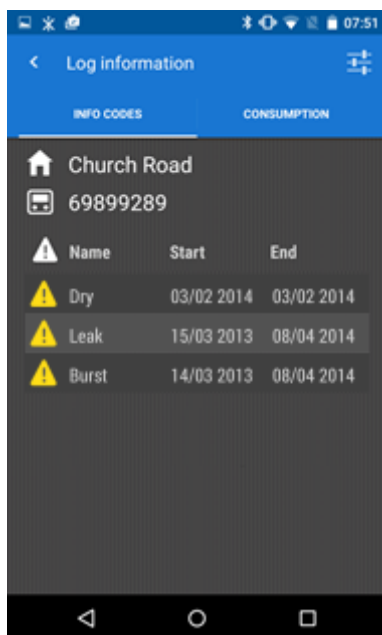 07:51
Log information
INFO CODES CONSUMPTION
Church Road
69899289
Name Start End
Dry 03/02 2014 03/02 2014
Leak 15/03 2013 08/04 2014
Burst 14/03 2013 08/04 2014